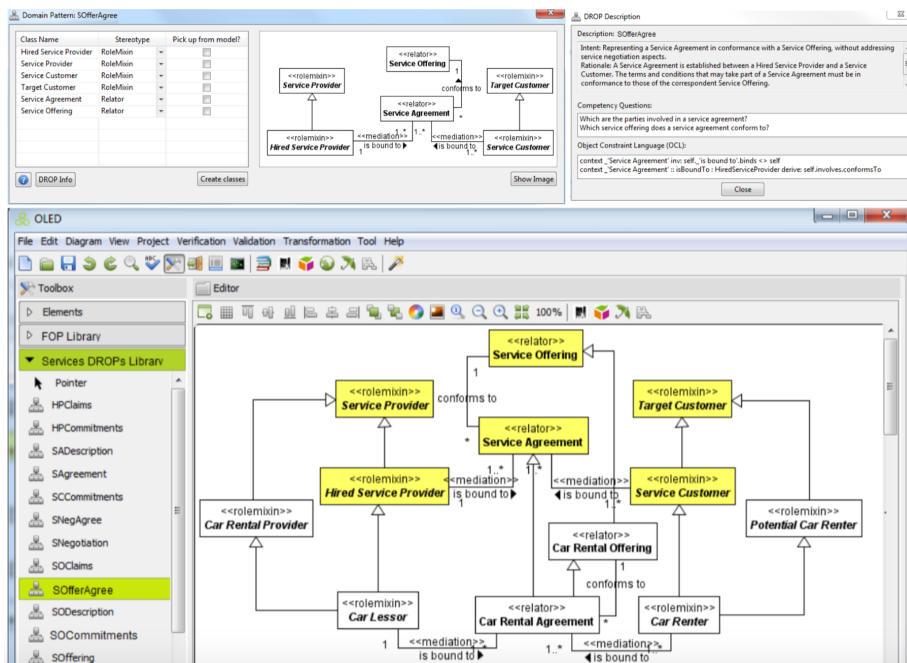 Domain Pattern: SOfferAgree
Class Name Stereotype Pick up from model?
Hired Service Provider RoleMixin
Service Provider RoleMixin
Service Customer RoleMixin
Target Customer RoleMixin
Service Agreement Relator
Service Offering Relator
DROP Info
Create classes
<<relator>>
Service Offering
1
<<rolemixin>>
Service Provider
<<rolemixin>>
Target Customer
conforms to
<<relator>>
Service Agreement
*
1..* 1..*
<<rolemixin>>
Hired Service Provider
<<mediation>>
is bound to
1
<<mediation>>
is bound to
1..*
<<rolemixin>>
Service Customer
Show Image
DROP Description
Description: SOfferAgree
Intent: Representing a Service Agreement in conformance with a Service Offering, without addressing
service negotiation aspects.
Rationale: A Service Agreement is established between a Hired Service Provider and a Service
Customer. The terms and conditions that may take part of a Service Agreement must be in
conformance to those of the correspondent Service Offering.
Competency Questions:
Which are the parties involved in a service agreement?
Which service offering does a service agreement conform to?
Object Constraint Language (OCL):
context _'Service Agreement' inv: self._'is bound to'.binds <> self
context _'Service Agreement' :: isBoundTo : HiredServiceProvider derive: self.involves.conformsTo
Close
OLED
File Edit Diagram View Project Verification Validation Transformation Tool Help
ABC
Toolbox
Elements
FOP Library
Services DROPs Library
Pointer
HPClaims
HPCommitments
SADescription
SAgreement
SCCommitments
SNegAgree
SNegotiation
SOClaims
SOfferAgree
SODescription
SOCommitments
SOffering
Editor
100%
<<relator>>
Service Offering
1
<<rolemixin>>
Service Provider
conforms to
<<rolemixin>>
Target Customer
*
<<relator>>
Service Agreement
1..* 1..*
<<rolemixin>>
Hired Service Provider
<<mediation>>
is bound to
1
<<mediation>>
is bound to
1..*
<<rolemixin>>
Service Customer
<<rolemixin>>
Car Rental Provider
<<relator>>
Car Rental Offering
1
<<rolemixin>>
Potential Car Renter
conforms to
<<rolemixin>>
Car Lessor
<<relator>>
Car Rental Agreement
*
<<rolemixin>>
Car Renter
1
<<mediation>>
is bound to
1..*
<<mediation>>
is bound to